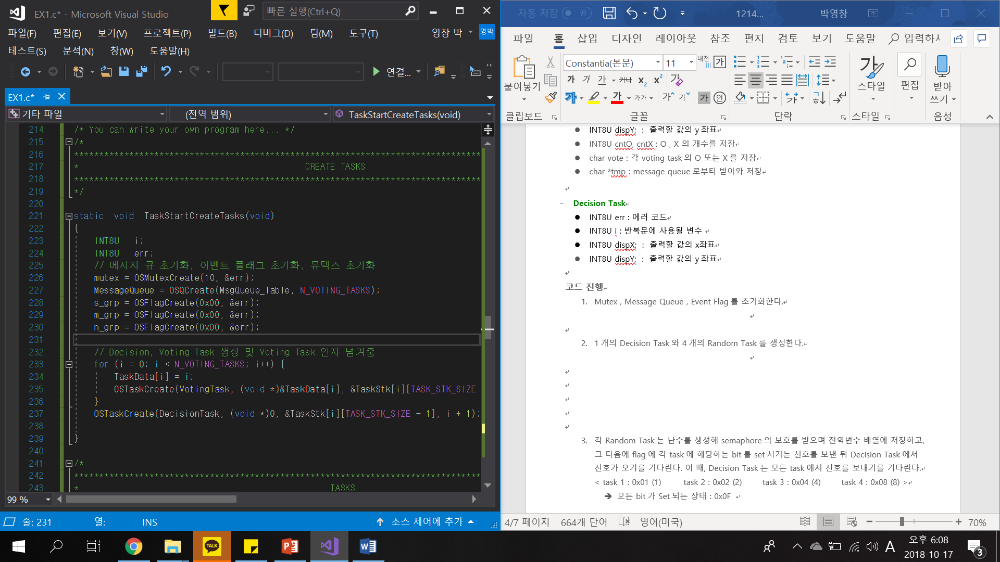 EX1.c* - Microsoft Visual Studio
빠른 실행(Ctrl+Q)
파일(F) 편집(E) 보기(V) 프로젝트(P) 빌드(B) 디버그(D) 팀(M) 도구(T) 영창 박 영박
테스트(S) 분석(N) 창(W) 도움말(H)
연결...
EX1.c*
기타 파일 (전역 범위) TaskStartCreateTasks(void)
214 /* You can write your own program here... */
215 /*
216 *********************************************************************************
217 * CREATE TASKS
218 *********************************************************************************
219 */
220
221 static void TaskStartCreateTasks(void)
222 {
223 INT8U i;
224 INT8U err;
225 // 메시지 큐 초기화, 이벤트 플래그 초기화, 뮤텍스 초기화
226 mutex = OSMutexCreate(10, &err);
227 MessageQueue = OSQCreate(MsgQueue_Table, N_VOTING_TASKS);
228 s_grp = OSFlagCreate(0x00, &err);
229 m_grp = OSFlagCreate(0x00, &err);
230 n_grp = OSFlagCreate(0x00, &err);
231
232 // Decision, Voting Task 생성 및 Voting Task 인자 넘겨줌
233 for (i = 0; i < N_VOTING_TASKS; i++) {
234 TaskData[i] = i;
235 OSTaskCreate(VotingTask, (void *)&TaskData[i], &TaskStk[i][TASK_STK_SIZE
236 }
237 OSTaskCreate(DecisionTask, (void *)0, &TaskStk[i][TASK_STK_SIZE - 1], i + 1);
238
239 }
240
241 /*
242 *********************************************************************************
243 * TASKS
99 %
줄: 231 열: INS 소스 제어에 추가
자동 저장 끔 1214... 박영창
파일 홈 삽입 디자인 레이아웃 참조 편지 검토 보기 도움말 입력하시
붙여넣기
Constantia(본문) 11 내천 川 가
가 가 가 가나 X₂ X² 가
가 가 가가 가 가 가 인
스타일 편집 받아쓰기
클립보드 글꼴 단락 스타일 음성
● INT8U dispY; : 출력할 값의 y 좌표
● INT8U cntO, cntX : O , X 의 개수를 저장
● char vote : 각 voting task 의 O 또는 X 를 저장
● char *tmp : message queue 로부터 받아와 저장
- Decision Task
● INT8U err : 에러 코드
● INT8U i : 반복문에 사용될 변수
● INT8U dispX; : 출력할 값의 x좌표
● INT8U dispY; : 출력할 값의 y 좌표
코드 진행
1. Mutex , Message Queue , Event Flag 를 초기화한다.
2. 1 개의 Decision Task 와 4 개의 Random Task 를 생성한다.
3. 각 Random Task 는 난수를 생성해 semaphore 의 보호를 받으며 전역변수 배열에 저장하고,
그 다음에 flag 에 각 task 에 해당하는 bit 를 set 시키는 신호를 보낸 뒤 Decision Task 에서
신호가 오기를 기다린다. 이 때, Decision Task 는 모든 task 에서 신호를 보내기를 기다린다.
< task 1 : 0x01 (1) task 2 : 0x02 (2) task 3 : 0x04 (4) task 4 : 0x08 (8) >
➔ 모든 bit 가 Set 되는 상태 : 0x0F
4/7 페이지 664개 단어 영어(미국) 70%
TALK
A
오후 6:08
2018-10-17
3